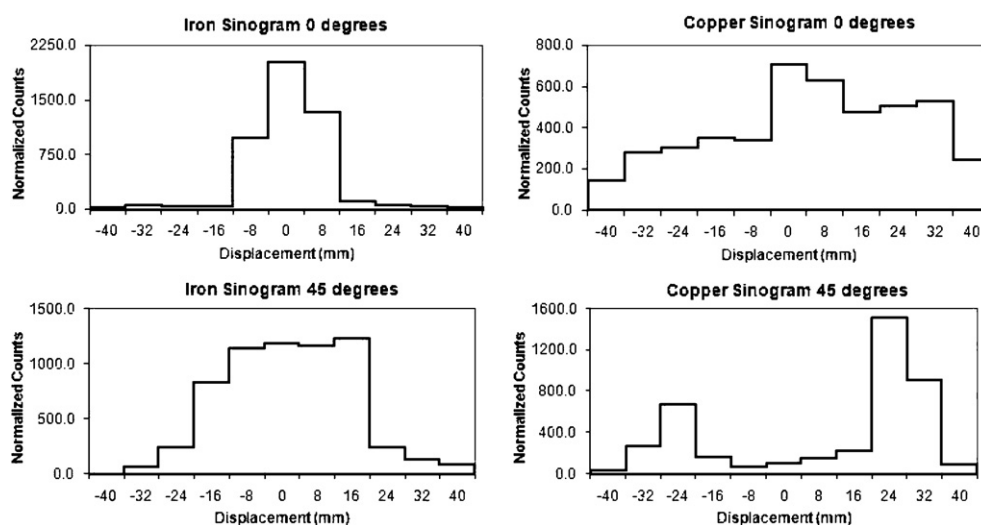 Iron Sinogram 0 degrees
Normalized Counts
2250.0
1500.0
750.0
0.0
-40 -32 -24 -16 -8 0 8 16 24 32 40
Displacement (mm)
Copper Sinogram 0 degrees
Normalized Counts
800.0
600.0
400.0
200.0
0.0
-40 -32 -24 -16 -8 0 8 16 24 32 40
Displacement (mm)
Iron Sinogram 45 degrees
Normalized Counts
1500.0
1000.0
500.0
0.0
-40 -32 -24 -16 -8 0 8 16 24 32 40
Displacement (mm)
Copper Sinogram 45 degrees
Normalized Counts
1600.0
1200.0
800.0
400.0
0.0
-40 -32 -24 -16 -8 0 8 16 24 32 40
Displacement (mm)